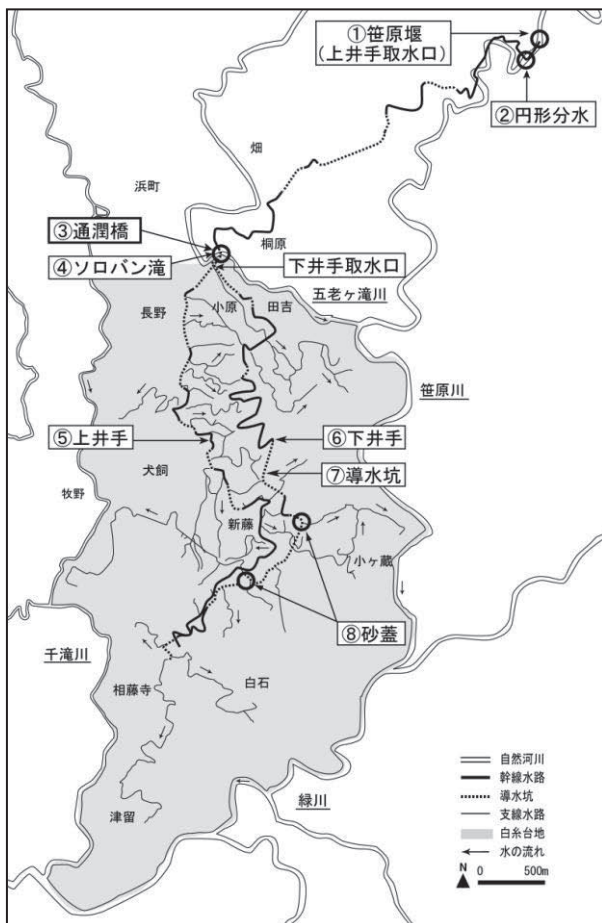 ①笹原堰
(上井手取水口)
②円形分水
畑
浜町
③通潤橋
桐原
④ソロバン滝
下井手取水口
五老ヶ滝川
長野
小原
田吉
笹原川
⑤上井手
⑥下井手
犬飼
⑦導水坑
牧野
新藤
小ヶ蔵
⑧砂蓋
千滝川
相藤寺
白石
緑川
津留
自然河川
幹線水路
導水坑
支線水路
白糸台地
水の流れ
N 0 500m